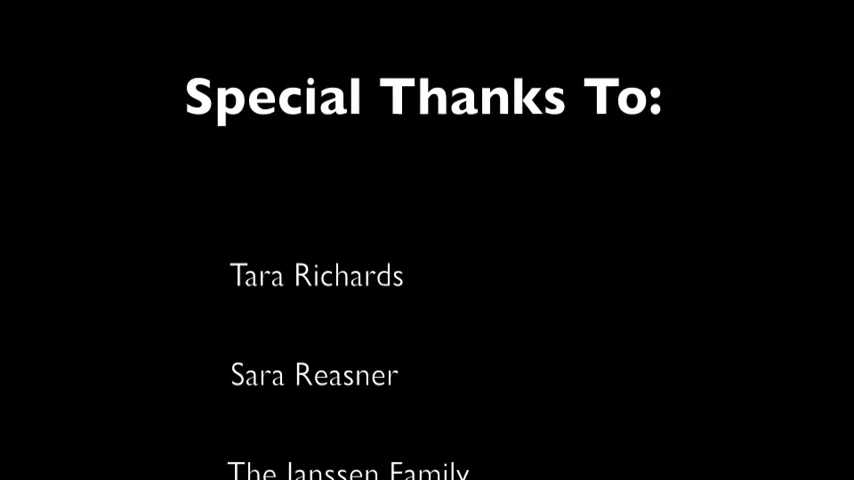 Special Thanks To:
Tara Richards
Sara Reasner
The Janssen Family